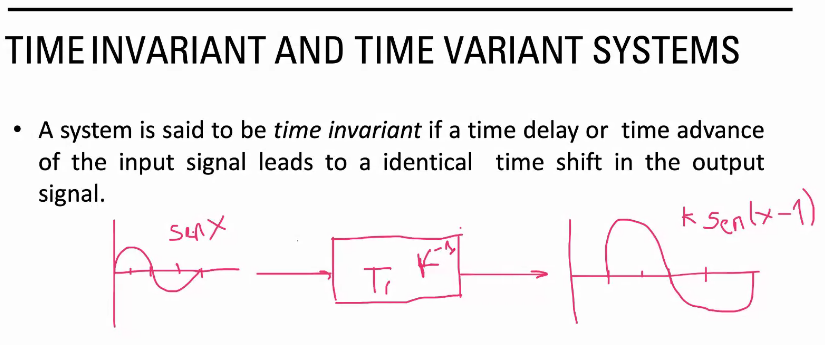 TIME INVARIANT AND TIME VARIANT SYSTEMS
• A system is said to be time invariant if a time delay or time advance
of the input signal leads to a identical time shift in the output
signal.
sen x
k sen(x-1)